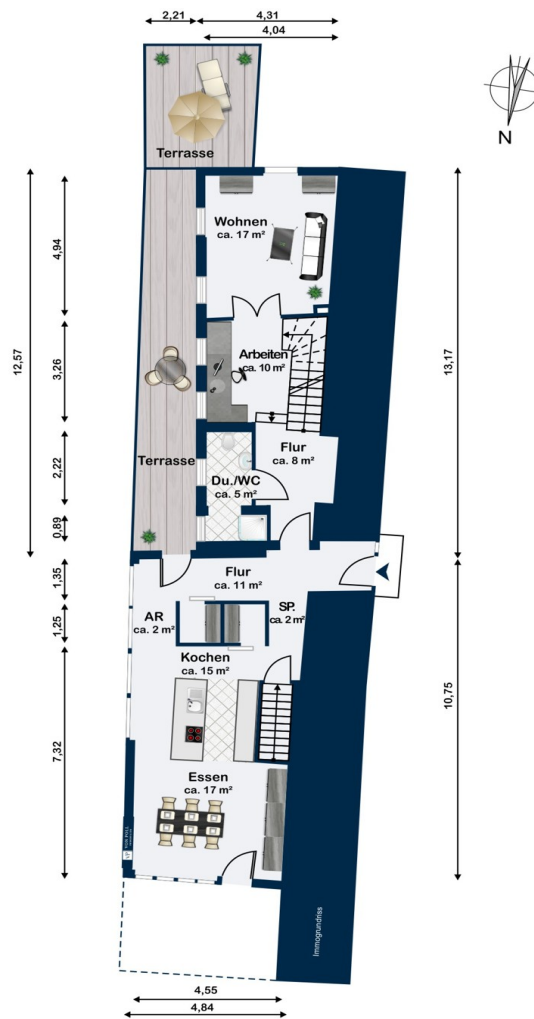 2,21
4,31
4,04
N
Terrasse
Wohnen
ca. 17 m²
4,94
12,57
13,17
3,26
Arbeiten
ca. 10 m²
Flur
ca. 8 m²
Terrasse
Du./WC
ca. 5 m²
2,22
0,89
Flur
ca. 11 m²
1,35
AR
ca. 2 m²
SP.
ca. 2 m²
1,25
Kochen
ca. 15 m²
10,75
7,32
Essen
ca. 17 m²
Immogrundriss
4,55
4,84